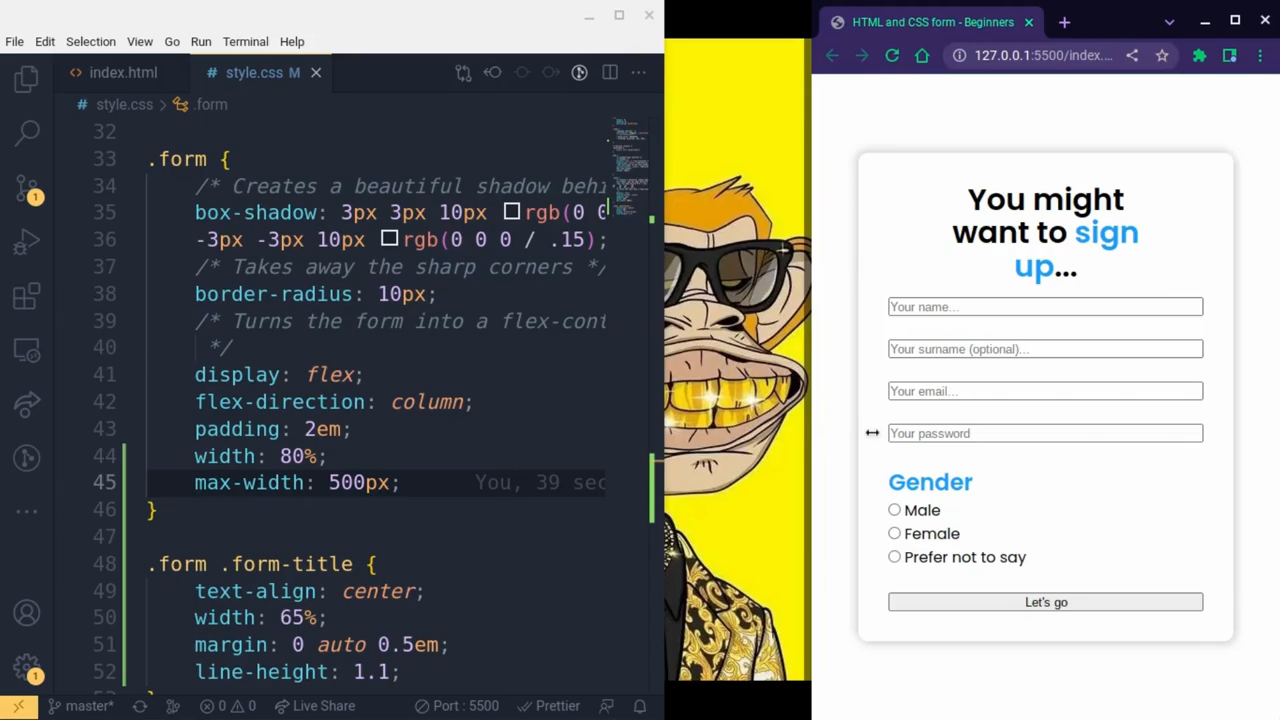 File Edit Selection View Go Run Terminal Help
index.html
style.css M
style.css
.form
32
33 .form {
34 /* Creates a beautiful shadow behi
35 box-shadow: 3px 3px 10px rgb(0 0
36 -3px -3px 10px rgb(0 0 0 / .15);
37 /* Takes away the sharp corners */
38 border-radius: 10px;
39 /* Turns the form into a flex-cont
40 */
41 display: flex;
42 flex-direction: column;
43 padding: 2em;
44 width: 80%;
45 max-width: 500px; You, 39 sec
46 }
47
48 .form .form-title {
49 text-align: center;
50 width: 65%;
51 margin: 0 auto 0.5em;
52 line-height: 1.1;
1
1
master*
0
0
Live Share
Port : 5500
Prettier
HTML and CSS form - Beginners
127.0.0.1:5500/index....
You might
want to sign
up...
Your name...
Your surname (optional)...
Your email...
Your password
Gender
Male
Female
Prefer not to say
Let's go